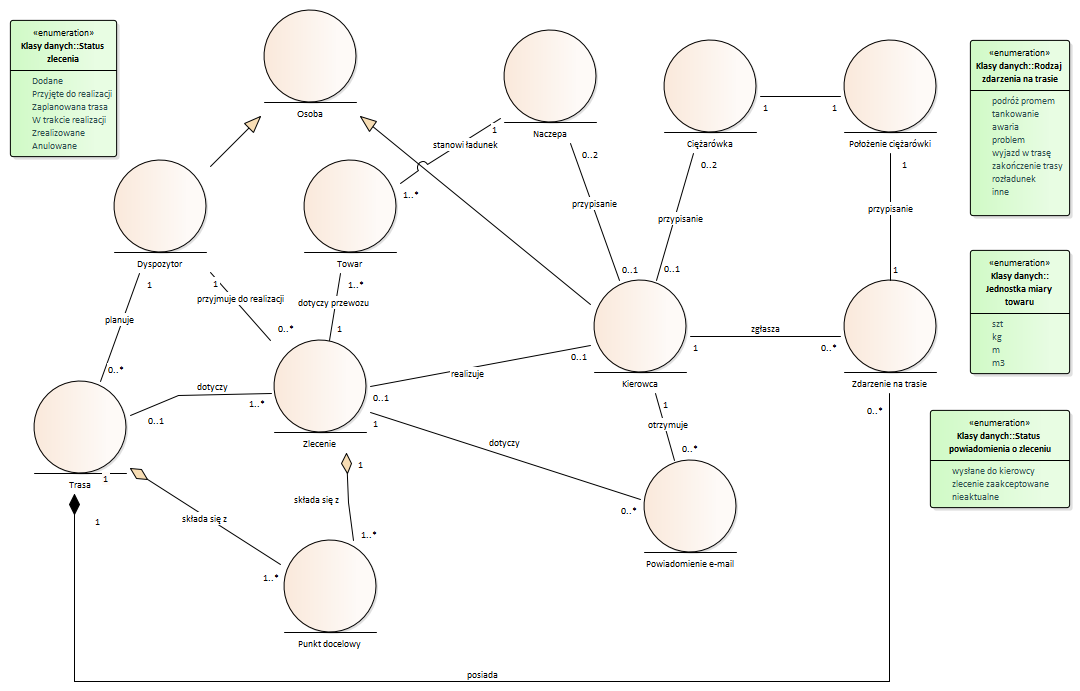 «enumeration»
Klasy danych::Status
zlecenia
Dodane
Przyjęte do realizacji
Zaplanowana trasa
W trakcie realizacji
Zrealizowane
Anulowane
Osoba
Naczepa
Ciężarówka
Położenie ciężarówki
1
1
«enumeration»
Klasy danych::Rodzaj
zdarzenia na trasie
podróż promem
tankowanie
awaria
problem
wyjazd w trasę
zakończenie trasy
rozładunek
inne
1
stanowi ładunek
1..*
0..2
przypisanie
0..1
0..2
przypisanie
0..1
1
przypisanie
1
Dyspozytor
Towar
1
planuje
0..*
1
przyjmuje do realizacji
0..*
1..*
dotyczy przewozu
1
«enumeration»
Klasy danych::
Jednostka miary
towaru
szt
kg
m
m3
Kierowca
1
zgłasza
0..*
Zdarzenie na trasie
0..1
realizuje
0..1
dotyczy
1..*
0..1
Zlecenie
1
dotyczy
0..*
1
otrzymuje
0..*
0..*
«enumeration»
Klasy danych::Status
powiadomienia o zleceniu
wysłane do kierowcy
zlecenie zaakceptowane
nieaktualne
Trasa
1
składa się z
1..*
1
składa się z
1..*
1
Powiadomienie e-mail
Punkt docelowy
posiada